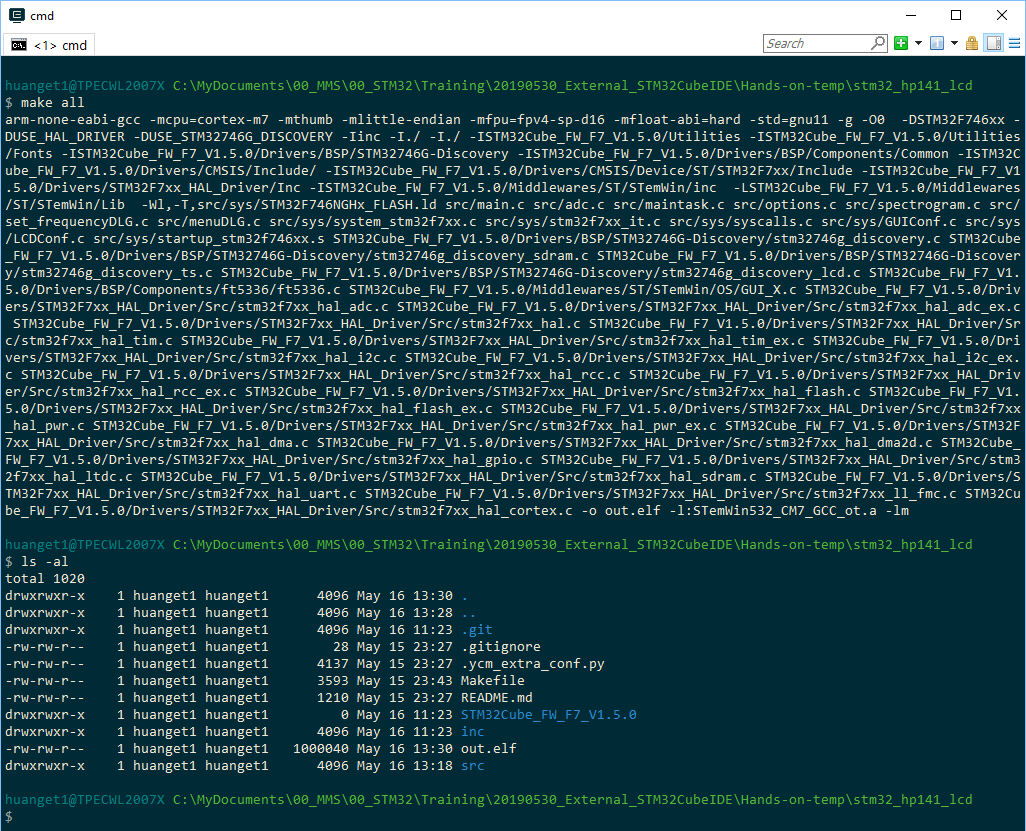 cmd
<1> cmd
Search
huanget1@TPECWL2007X C:\MyDocuments\00_MMS\00_STM32\Training\20190530_External_STM32CubeIDE\Hands-on-temp\stm32_hp141_lcd
$ make all
arm-none-eabi-gcc -mcpu=cortex-m7 -mthumb -mlittle-endian -mfpu=fpv4-sp-d16 -mfloat-abi=hard -std=gnu11 -g -O0  -DSTM32F746xx -
DUSE_HAL_DRIVER -DUSE_STM32746G_DISCOVERY -Iinc -I./ -I./ -ISTM32Cube_FW_F7_V1.5.0/Utilities -ISTM32Cube_FW_F7_V1.5.0/Utilities
/Fonts -ISTM32Cube_FW_F7_V1.5.0/Drivers/BSP/STM32746G-Discovery -ISTM32Cube_FW_F7_V1.5.0/Drivers/BSP/Components/Common -ISTM32C
ube_FW_F7_V1.5.0/Drivers/CMSIS/Include/ -ISTM32Cube_FW_F7_V1.5.0/Drivers/CMSIS/Device/ST/STM32F7xx/Include -ISTM32Cube_FW_F7_V1
.5.0/Drivers/STM32F7xx_HAL_Driver/Inc -ISTM32Cube_FW_F7_V1.5.0/Middlewares/ST/STemWin/inc  -LSTM32Cube_FW_F7_V1.5.0/Middlewares
/ST/STemWin/Lib  -Wl,-T,src/sys/STM32F746NGHx_FLASH.ld src/main.c src/adc.c src/maintask.c src/options.c src/spectrogram.c src/
set_frequencyDLG.c src/menuDLG.c src/sys/system_stm32f7xx.c src/sys/stm32f7xx_it.c src/sys/syscalls.c src/sys/GUIConf.c src/sys
/LCDConf.c src/sys/startup_stm32f746xx.s STM32Cube_FW_F7_V1.5.0/Drivers/BSP/STM32746G-Discovery/stm32746g_discovery.c STM32Cube
_FW_F7_V1.5.0/Drivers/BSP/STM32746G-Discovery/stm32746g_discovery_sdram.c STM32Cube_FW_F7_V1.5.0/Drivers/BSP/STM32746G-Discover
y/stm32746g_discovery_ts.c STM32Cube_FW_F7_V1.5.0/Drivers/BSP/STM32746G-Discovery/stm32746g_discovery_lcd.c STM32Cube_FW_F7_V1.
5.0/Drivers/BSP/Components/ft5336/ft5336.c STM32Cube_FW_F7_V1.5.0/Middlewares/ST/STemWin/OS/GUI_X.c STM32Cube_FW_F7_V1.5.0/Driv
ers/STM32F7xx_HAL_Driver/Src/stm32f7xx_hal_adc.c STM32Cube_FW_F7_V1.5.0/Drivers/STM32F7xx_HAL_Driver/Src/stm32f7xx_hal_adc_ex.c
 STM32Cube_FW_F7_V1.5.0/Drivers/STM32F7xx_HAL_Driver/Src/stm32f7xx_hal.c STM32Cube_FW_F7_V1.5.0/Drivers/STM32F7xx_HAL_Driver/Sr
c/stm32f7xx_hal_tim.c STM32Cube_FW_F7_V1.5.0/Drivers/STM32F7xx_HAL_Driver/Src/stm32f7xx_hal_tim_ex.c STM32Cube_FW_F7_V1.5.0/Dri
vers/STM32F7xx_HAL_Driver/Src/stm32f7xx_hal_i2c.c STM32Cube_FW_F7_V1.5.0/Drivers/STM32F7xx_HAL_Driver/Src/stm32f7xx_hal_i2c_ex.
c STM32Cube_FW_F7_V1.5.0/Drivers/STM32F7xx_HAL_Driver/Src/stm32f7xx_hal_rcc.c STM32Cube_FW_F7_V1.5.0/Drivers/STM32F7xx_HAL_Driv
er/Src/stm32f7xx_hal_rcc_ex.c STM32Cube_FW_F7_V1.5.0/Drivers/STM32F7xx_HAL_Driver/Src/stm32f7xx_hal_flash.c STM32Cube_FW_F7_V1.
5.0/Drivers/STM32F7xx_HAL_Driver/Src/stm32f7xx_hal_flash_ex.c STM32Cube_FW_F7_V1.5.0/Drivers/STM32F7xx_HAL_Driver/Src/stm32f7xx
_hal_pwr.c STM32Cube_FW_F7_V1.5.0/Drivers/STM32F7xx_HAL_Driver/Src/stm32f7xx_hal_pwr_ex.c STM32Cube_FW_F7_V1.5.0/Drivers/STM32F
7xx_HAL_Driver/Src/stm32f7xx_hal_dma.c STM32Cube_FW_F7_V1.5.0/Drivers/STM32F7xx_HAL_Driver/Src/stm32f7xx_hal_dma2d.c STM32Cube_
FW_F7_V1.5.0/Drivers/STM32F7xx_HAL_Driver/Src/stm32f7xx_hal_gpio.c STM32Cube_FW_F7_V1.5.0/Drivers/STM32F7xx_HAL_Driver/Src/stm3
2f7xx_hal_ltdc.c STM32Cube_FW_F7_V1.5.0/Drivers/STM32F7xx_HAL_Driver/Src/stm32f7xx_hal_sdram.c STM32Cube_FW_F7_V1.5.0/Drivers/S
TM32F7xx_HAL_Driver/Src/stm32f7xx_hal_uart.c STM32Cube_FW_F7_V1.5.0/Drivers/STM32F7xx_HAL_Driver/Src/stm32f7xx_ll_fmc.c STM32Cu
be_FW_F7_V1.5.0/Drivers/STM32F7xx_HAL_Driver/Src/stm32f7xx_hal_cortex.c -o out.elf -l:STemWin532_CM7_GCC_ot.a -lm
huanget1@TPECWL2007X C:\MyDocuments\00_MMS\00_STM32\Training\20190530_External_STM32CubeIDE\Hands-on-temp\stm32_hp141_lcd
$ ls -al
total 1020
drwxrwxr-x    1 huanget1 huanget1      4096 May 16 13:30 .
drwxrwxr-x    1 huanget1 huanget1      4096 May 16 13:28 ..
drwxrwxr-x    1 huanget1 huanget1      4096 May 16 11:23 .git
-rw-rw-r--    1 huanget1 huanget1        28 May 15 23:27 .gitignore
-rw-rw-r--    1 huanget1 huanget1      4137 May 15 23:27 .ycm_extra_conf.py
-rw-rw-r--    1 huanget1 huanget1      3593 May 15 23:43 Makefile
-rw-rw-r--    1 huanget1 huanget1      1210 May 15 23:27 README.md
drwxrwxr-x    1 huanget1 huanget1         0 May 16 11:23 STM32Cube_FW_F7_V1.5.0
drwxrwxr-x    1 huanget1 huanget1      4096 May 16 11:23 inc
-rw-rw-r--    1 huanget1 huanget1   1000040 May 16 13:30 out.elf
drwxrwxr-x    1 huanget1 huanget1      4096 May 16 13:18 src
huanget1@TPECWL2007X C:\MyDocuments\00_MMS\00_STM32\Training\20190530_External_STM32CubeIDE\Hands-on-temp\stm32_hp141_lcd
$